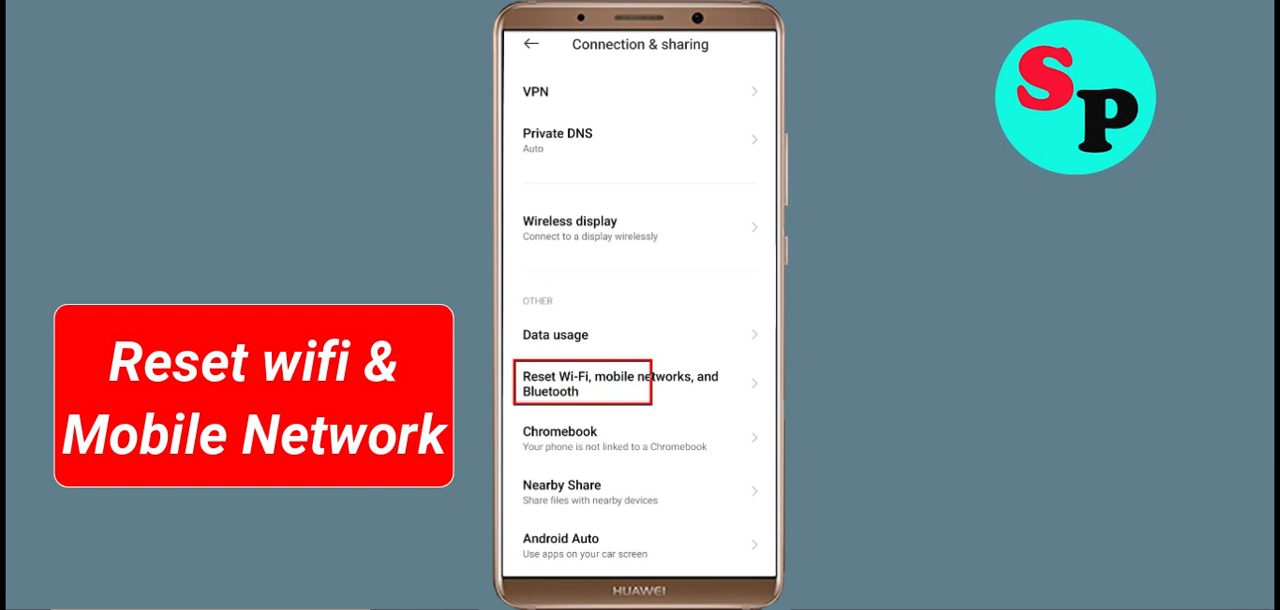 Connection & sharing
VPN
Private DNS
Auto
Wireless display
Connect to a display wirelessly
OTHER
Data usage
Reset Wi-Fi, mobile networks, and
Bluetooth
Chromebook
Your phone is not linked to a Chromebook
Nearby Share
Share files with nearby devices
Android Auto
Use apps on your car screen
HUAWEI
Reset wifi &
Mobile Network
SP